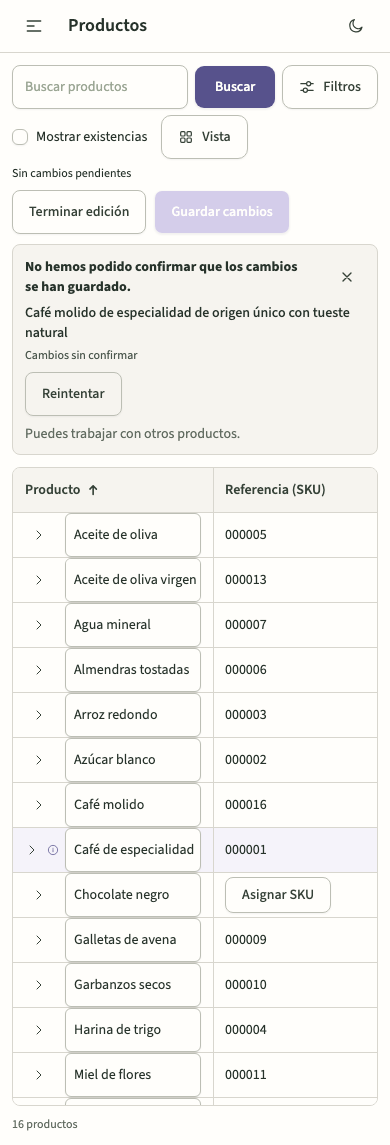 Productos
Buscar productos
Buscar
Filtros
Mostrar existencias
Vista
Sin cambios pendientes
Terminar edición
Guardar cambios
No hemos podido confirmar que los cambios
se han guardado.
Café molido de especialidad de origen único con tueste
natural
Cambios sin confirmar
Reintentar
Puedes trabajar con otros productos.
Producto
Referencia (SKU)
Aceite de oliva
000005
Aceite de oliva virgen
000013
Agua mineral
000007
Almendras tostadas
000006
Arroz redondo
000003
Azúcar blanco
000002
Café molido
000016
Café de especialidad
000001
Chocolate negro
Asignar SKU
Galletas de avena
000009
Garbanzos secos
000010
Harina de trigo
000004
Miel de flores
000011
16 productos